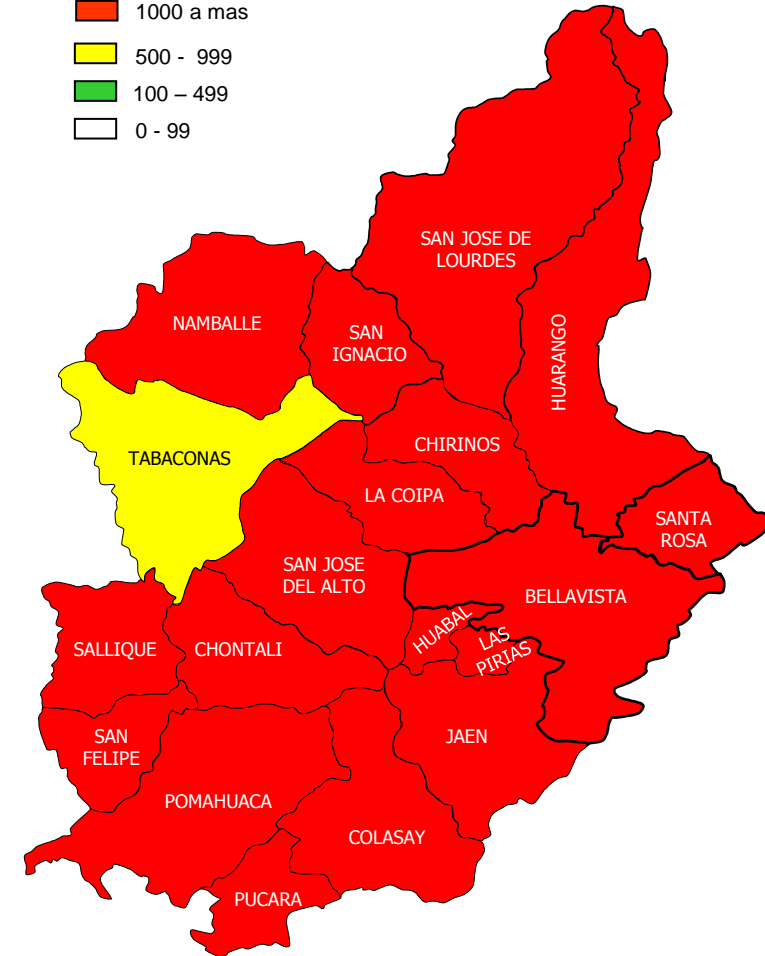 1000 a mas
500 - 999
100 – 499
0 - 99
SAN JOSE DE
LOURDES
NAMBALLE
SAN
IGNACIO
HUARANGO
CHIRINOS
TABACONAS
LA COIPA
SANTA
ROSA
SAN JOSE
DEL ALTO
BELLAVISTA
HUABAL
LAS
PIRIAS
SALLIQUE
CHONTALI
SAN
FELIPE
JAEN
POMAHUACA
COLASAY
PUCARA